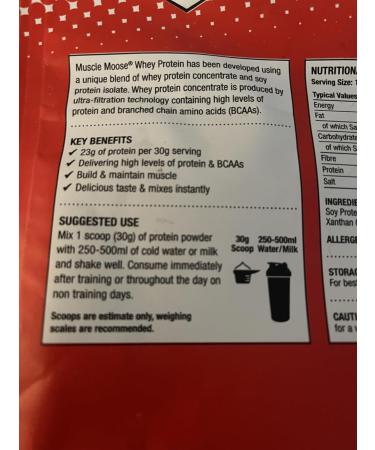 Muscle Moose® Whey Protein has been developed using
a unique blend of whey protein concentrate and soy
protein isolate. Whey protein concentrate is produced by
ultra-filtration technology containing high levels of
protein and branched chain amino acids (BCAAs).
KEY BENEFITS
✓ 23g of protein per 30g serving
✓ Delivering high levels of protein & BCAAs
✓ Build & maintain muscle
✓ Delicious taste & mixes instantly
SUGGESTED USE
Mix 1 scoop (30g) of protein powder
with 250-500ml of cold water or milk
and shake well. Consume immediately
after training or throughout the day on
non training days.
30g 250-500ml
Scoop Water/Milk
Scoops are estimate only, weighing
scales are recommended.
NUTRITION
Serving Size:
Typical Values
Energy
Fat
of which Sa
Carbohydrate
of which S
Fibre
Protein
Salt
INGREDIE
Soy Prote
Xanthan
ALLERGE
STORAG
For bes
CAUTI
for a